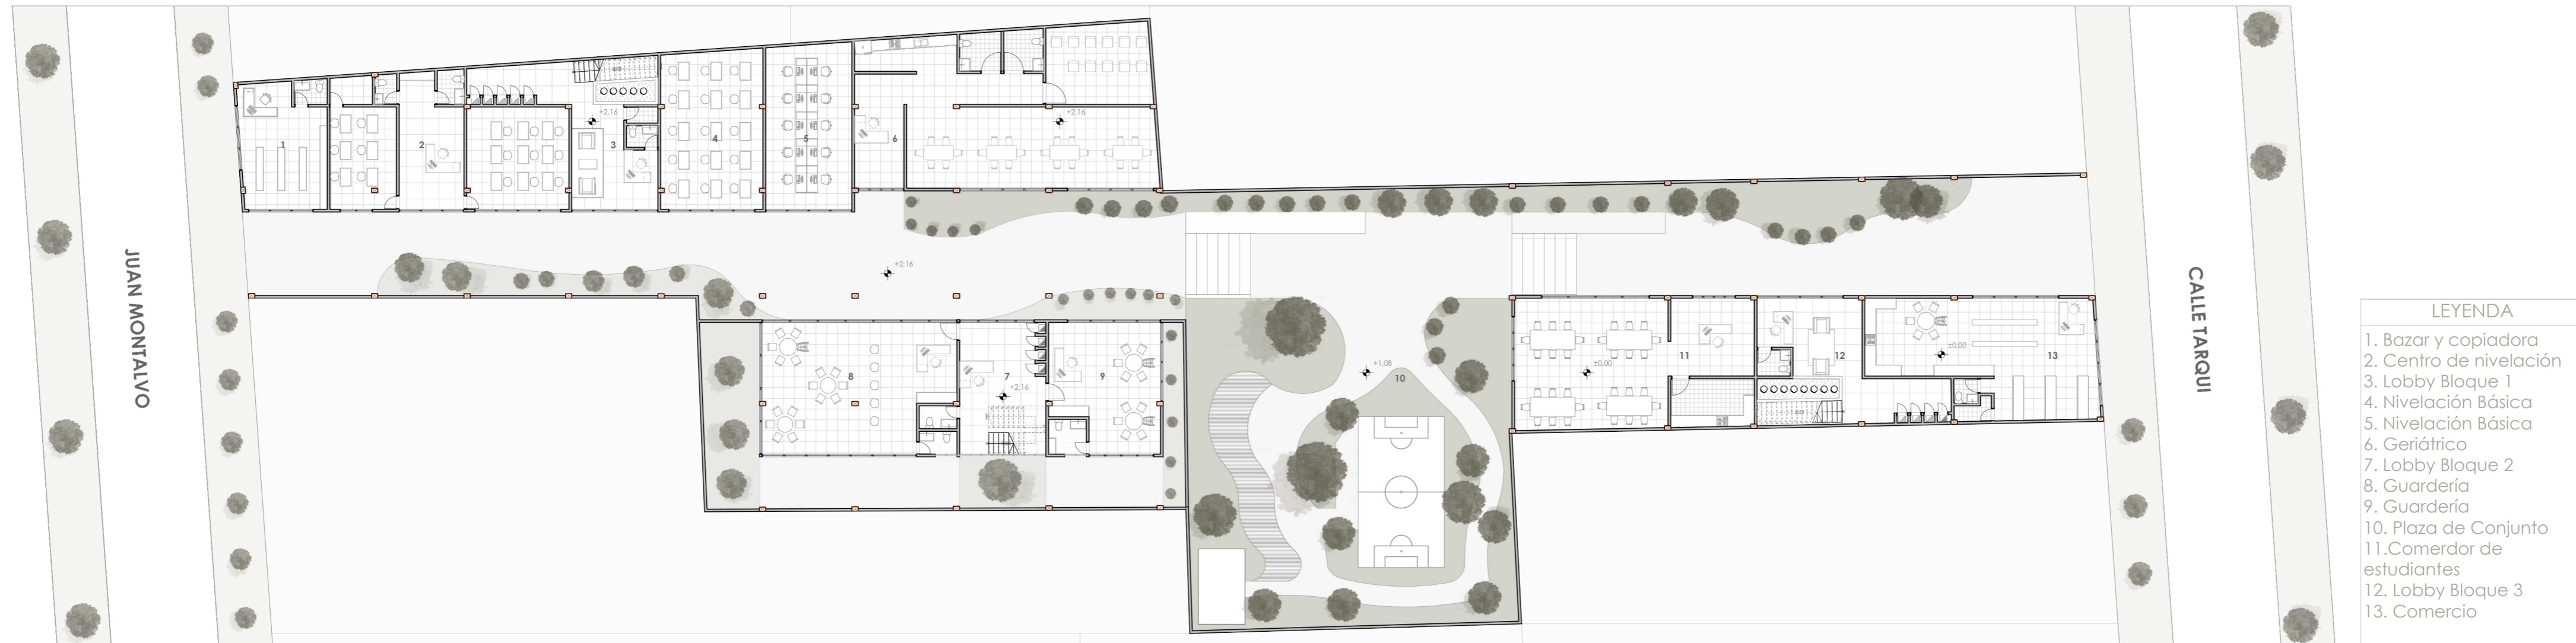 JUAN MONTALVO
1
2
3
4
5
6
+2.16
+2.16
+2.16
8
7
9
+2.16
10
+1.08
11
±0.00
12
±0.00
13
CALLE TARQUI
LEYENDA
1. Bazar y copiadora
2. Centro de nivelación
3. Lobby Bloque 1
4. Nivelación Básica
5. Nivelación Básica
6. Geriátrico
7. Lobby Bloque 2
8. Guardería
9. Guardería
10. Plaza de Conjunto
11.Comerdor de
estudiantes
12. Lobby Bloque 3
13. Comercio